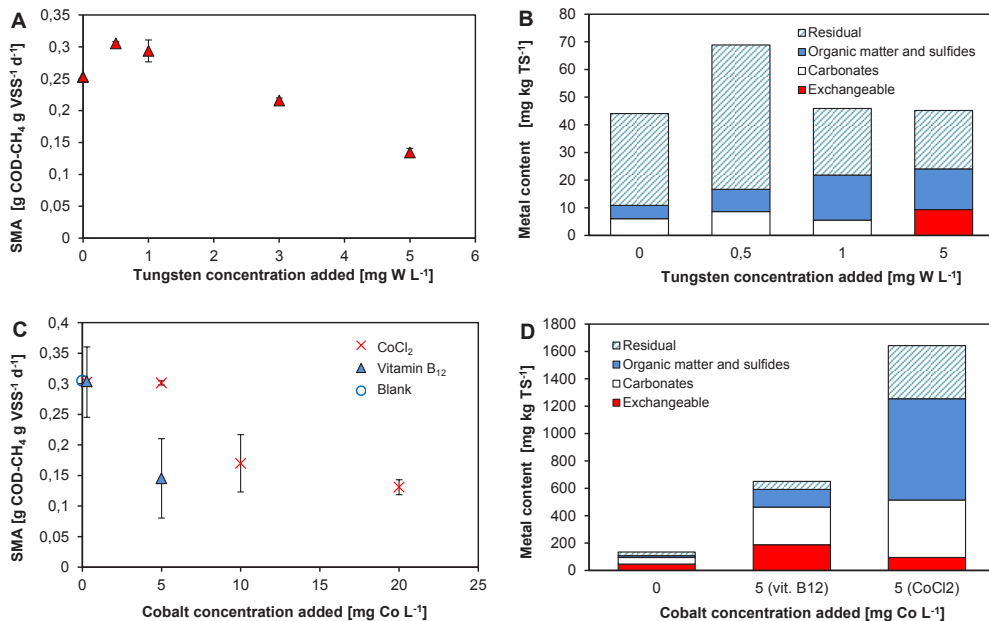 A
SMA [g COD-CH₄ g VSS⁻¹ d⁻¹]
0,35
0,3
0,25
0,2
0,15
0,1
0,05
0
0 1 2 3 4 5 6
Tungsten concentration added [mg W L⁻¹]
B
Metal content [mg kg TS⁻¹]
80
70
60
50
40
30
20
10
0
Residual
Organic matter and sulfides
Carbonates
Exchangeable
0 0,5 1 5
Tungsten concentration added [mg W L⁻¹]
C
SMA [g COD-CH₄ g VSS⁻¹ d⁻¹]
0,4
0,35
0,3
0,25
0,2
0,15
0,1
0,05
0
CoCl₂
Vitamin B₁₂
Blank
0 5 10 15 20 25
Cobalt concentration added [mg Co L⁻¹]
D
Metal content [mg kg TS⁻¹]
1800
1600
1400
1200
1000
800
600
400
200
0
Residual
Organic matter and sulfides
Carbonates
Exchangeable
0 5 (vit. B12) 5 (CoCl2)
Cobalt concentration added [mg Co L⁻¹]